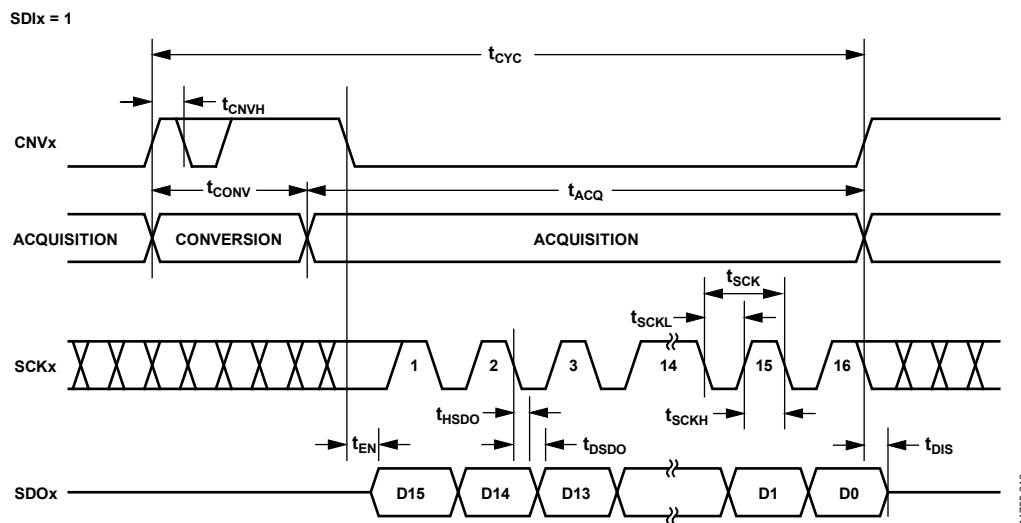 SDIx = 1
tCYC
tCNVH
CNVx
tCONV
tACQ
ACQUISITION
CONVERSION
ACQUISITION
tSCK
tSCKL
SCKx
1
2
3
14
15
16
tHSDO
tSCKH
tEN
tDSDO
tDIS
SDOx
D15
D14
D13
D1
D0